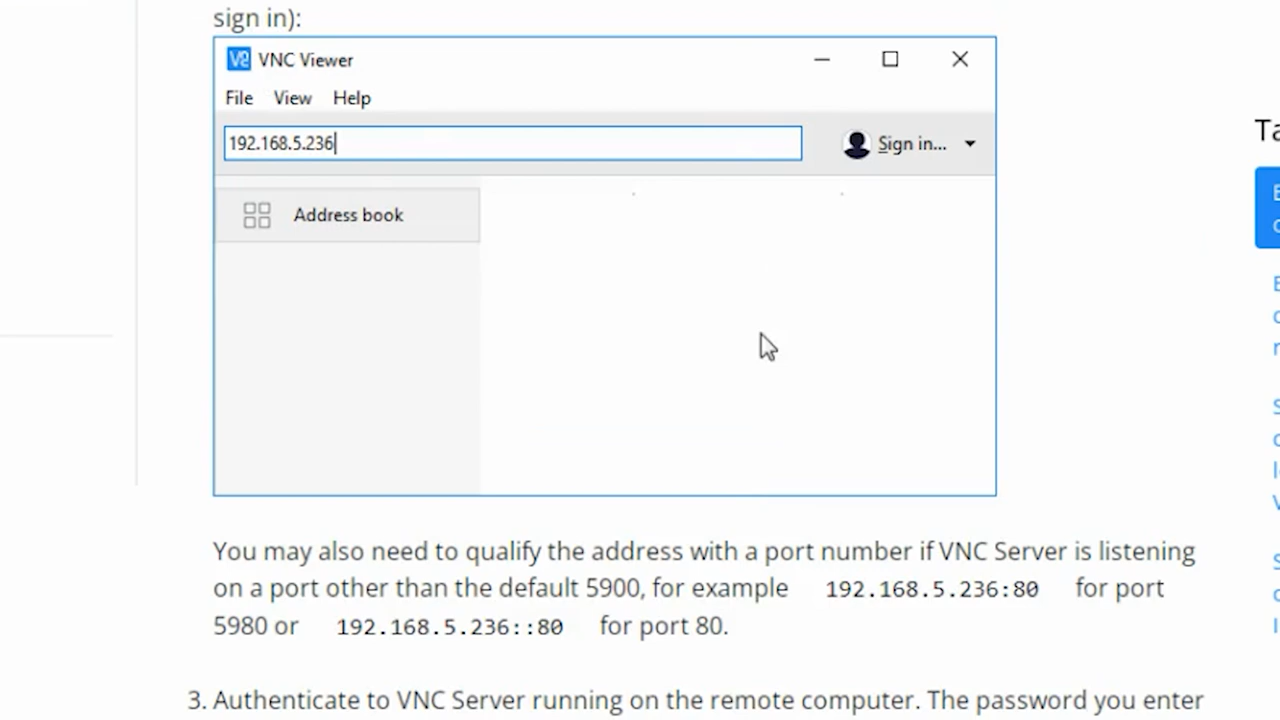 sign in):
VNC Viewer
File View Help
192.168.5.236
Sign in...
Address book
Ta
You may also need to qualify the address with a port number if VNC Server is listening
on a port other than the default 5900, for example 192.168.5.236:80 for port
5980 or 192.168.5.236::80 for port 80.
3. Authenticate to VNC Server running on the remote computer. The password you enter